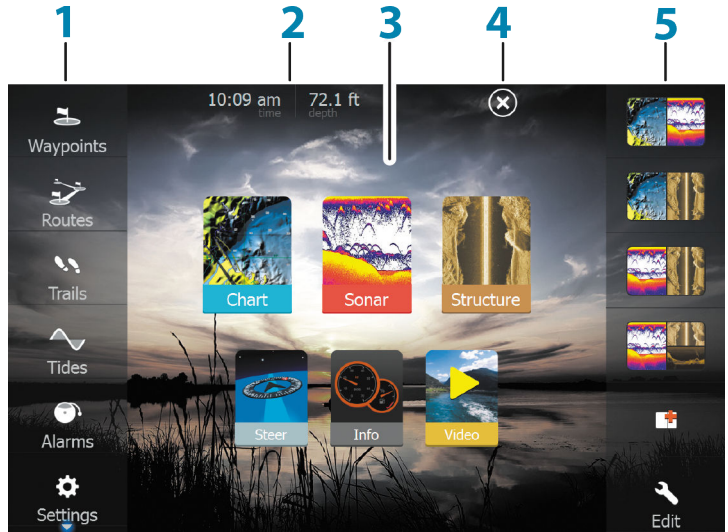 1 2 3 4 5
10:09 am 72.1 ft
time depth
Waypoints
Routes
Trails
Tides
Alarms
Settings
Chart Sonar Structure
Steer Info Video
Edit